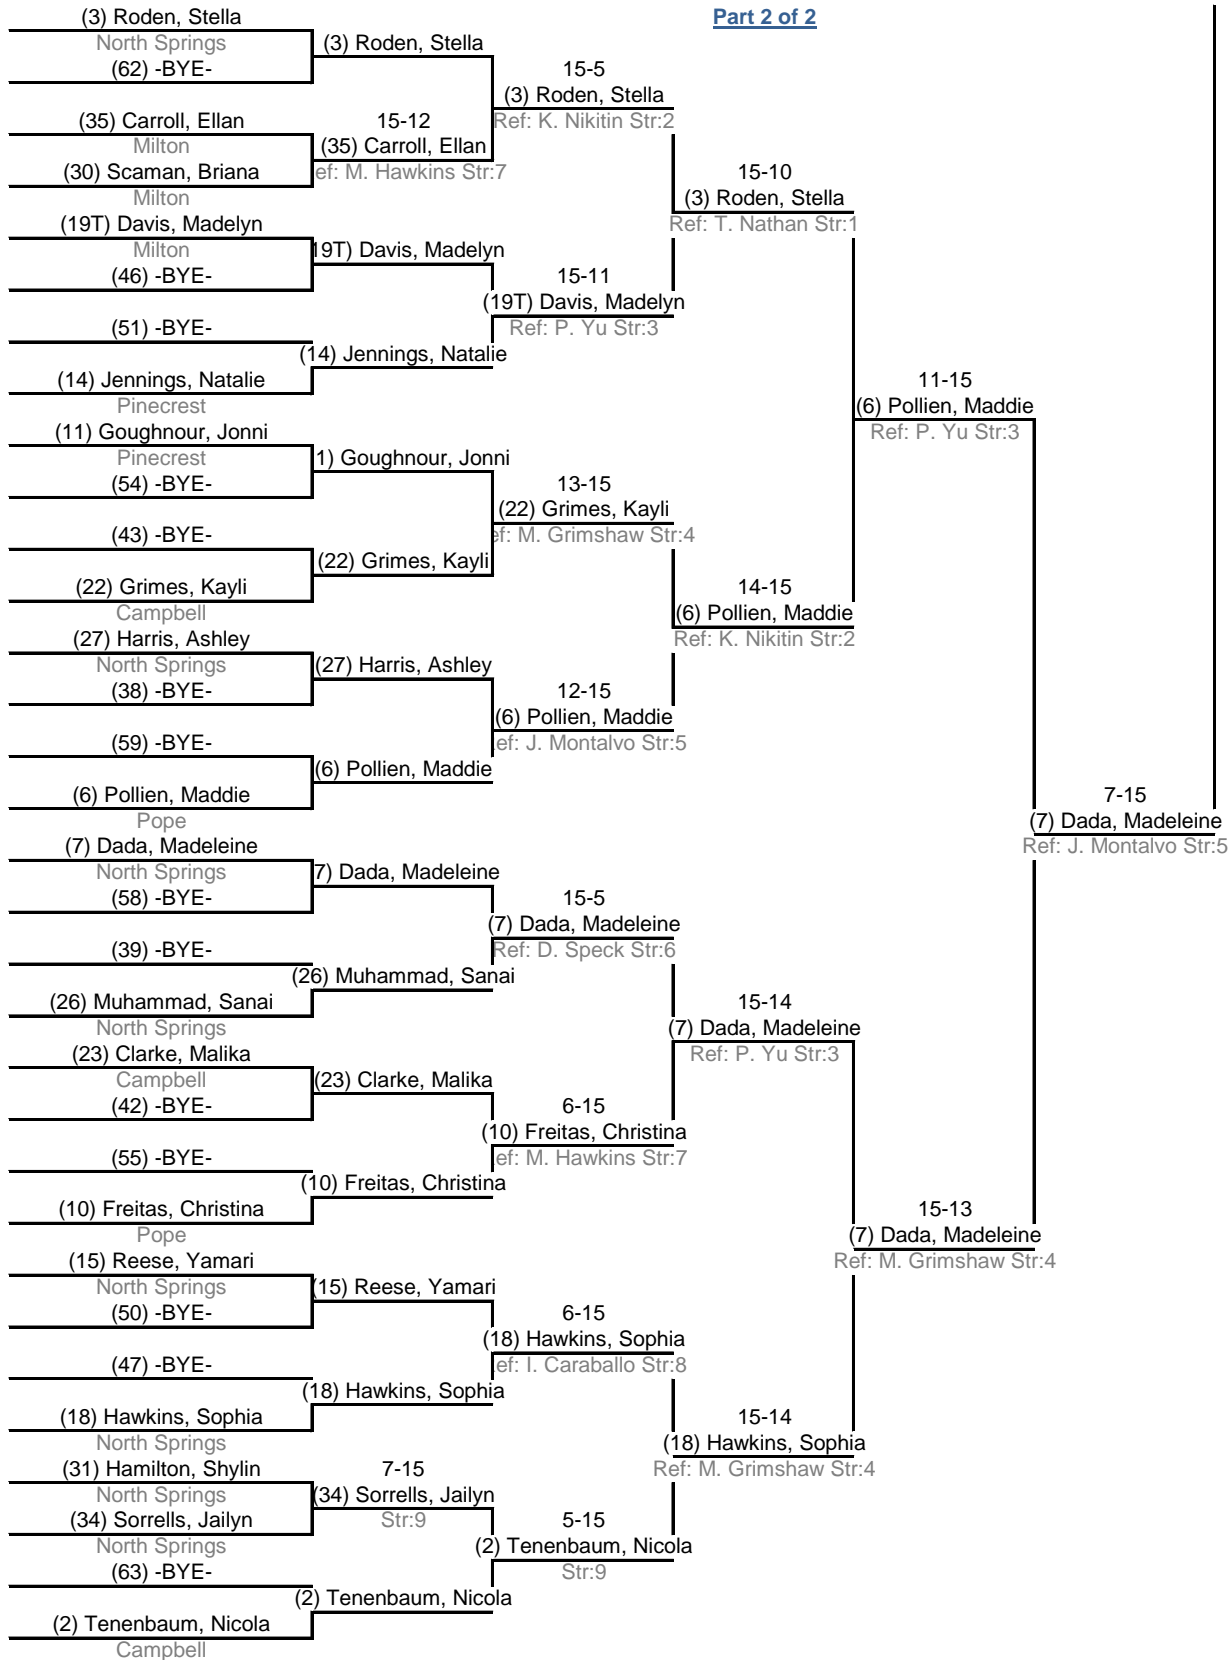 Part 2 of 2
(3) Roden, Stella
North Springs
(62) -BYE-
(35) Carroll, Ellan
Milton
(30) Scaman, Briana
Milton
(19T) Davis, Madelyn
Milton
(46) -BYE-
(51) -BYE-
(14) Jennings, Natalie
Pinecrest
(11) Goughnour, Jonni
Pinecrest
(54) -BYE-
(43) -BYE-
(22) Grimes, Kayli
Campbell
(27) Harris, Ashley
North Springs
(38) -BYE-
(59) -BYE-
(6) Pollien, Maddie
Pope
(7) Dada, Madeleine
North Springs
(58) -BYE-
(39) -BYE-
(26) Muhammad, Sanai
North Springs
(23) Clarke, Malika
Campbell
(42) -BYE-
(55) -BYE-
(10) Freitas, Christina
Pope
(15) Reese, Yamari
North Springs
(50) -BYE-
(47) -BYE-
(18) Hawkins, Sophia
North Springs
(31) Hamilton, Shylin
North Springs
(34) Sorrells, Jailyn
North Springs
(63) -BYE-
(2) Tenenbaum, Nicola
Campbell
(3) Roden, Stella
15-12
(35) Carroll, Ellan
ef: M. Hawkins Str:7
19T) Davis, Madelyn
(14) Jennings, Natalie
1) Goughnour, Jonni
(22) Grimes, Kayli
(27) Harris, Ashley
(6) Pollien, Maddie
7) Dada, Madeleine
(26) Muhammad, Sanai
(23) Clarke, Malika
(10) Freitas, Christina
(15) Reese, Yamari
(18) Hawkins, Sophia
7-15
(34) Sorrells, Jailyn
Str:9
(2) Tenenbaum, Nicola
15-5
(3) Roden, Stella
Ref: K. Nikitin Str:2
15-11
(19T) Davis, Madelyn
Ref: P. Yu Str:3
13-15
(22) Grimes, Kayli
ef: M. Grimshaw Str:4
12-15
(6) Pollien, Maddie
ef: J. Montalvo Str:5
15-5
(7) Dada, Madeleine
Ref: D. Speck Str:6
6-15
(10) Freitas, Christina
ef: M. Hawkins Str:7
6-15
(18) Hawkins, Sophia
ef: I. Caraballo Str:8
5-15
(2) Tenenbaum, Nicola
Str:9
15-10
(3) Roden, Stella
Ref: T. Nathan Str:1
14-15
(6) Pollien, Maddie
Ref: K. Nikitin Str:2
15-14
(7) Dada, Madeleine
Ref: P. Yu Str:3
15-14
(18) Hawkins, Sophia
Ref: M. Grimshaw Str:4
11-15
(6) Pollien, Maddie
Ref: P. Yu Str:3
15-13
(7) Dada, Madeleine
Ref: M. Grimshaw Str:4
7-15
(7) Dada, Madeleine
Ref: J. Montalvo Str:5